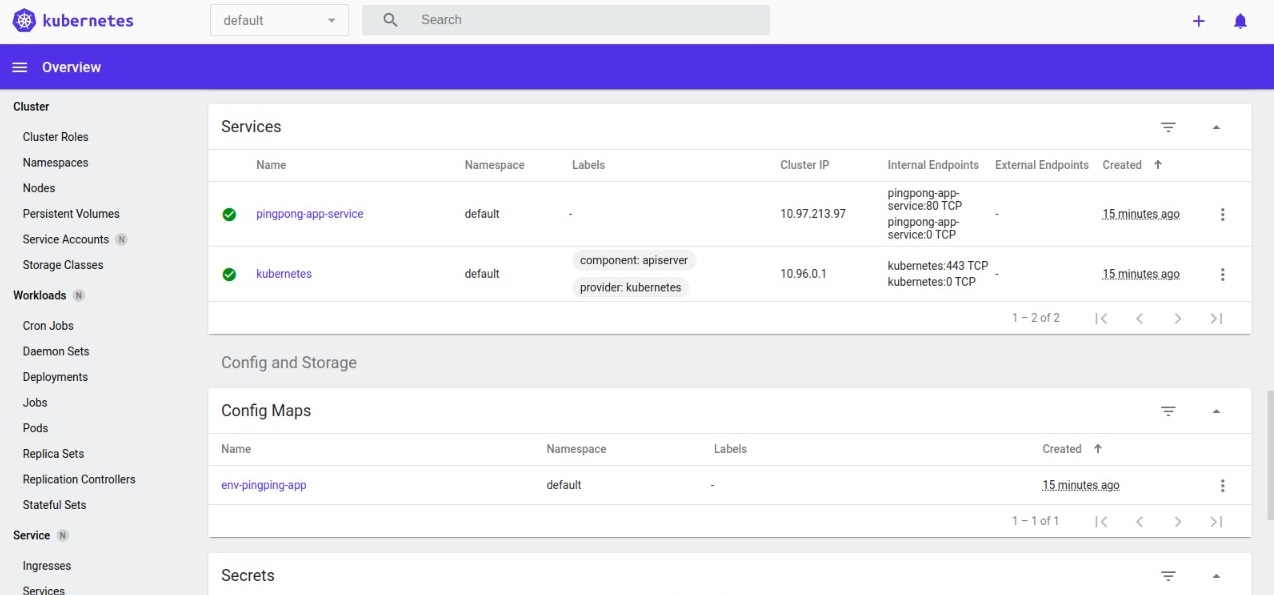 kubernetes
default
Search
Overview
Cluster
Cluster Roles
Namespaces
Nodes
Persistent Volumes
Service Accounts N
Storage Classes
Workloads N
Cron Jobs
Daemon Sets
Deployments
Jobs
Pods
Replica Sets
Replication Controllers
Stateful Sets
Service N
Ingresses
Services
Services
Name Namespace Labels Cluster IP Internal Endpoints External Endpoints Created
pingpong-app-service default - 10.97.213.97 pingpong-app-
service:80 TCP
pingpong-app-
service:0 TCP - 15 minutes ago
kubernetes default component: apiserver
provider: kubernetes 10.96.0.1 kubernetes:443 TCP
kubernetes:0 TCP - 15 minutes ago
1 – 2 of 2
Config and Storage
Config Maps
Name Namespace Labels Created
env-pingping-app default - 15 minutes ago
1 – 1 of 1
Secrets